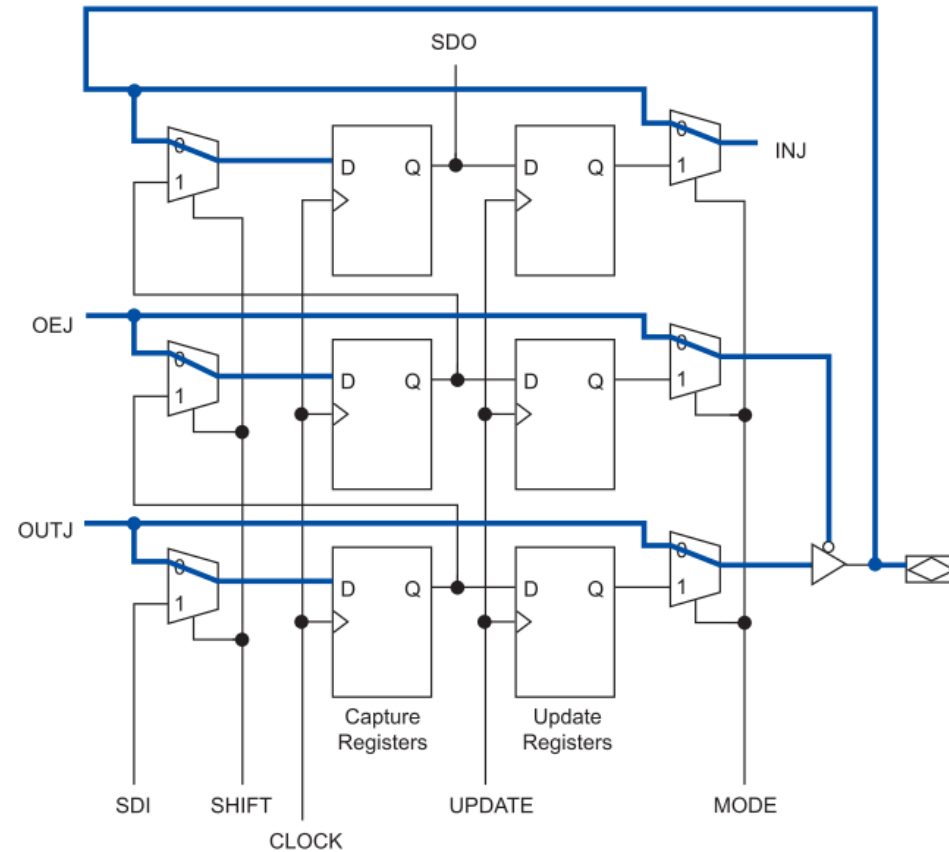 SDO
0
1
D Q
D Q
0
1
INJ
OEJ
0
1
D Q
D Q
0
1
OUTJ
0
1
D Q
D Q
0
1
Capture
Registers
Update
Registers
SDI
SHIFT
CLOCK
UPDATE
MODE